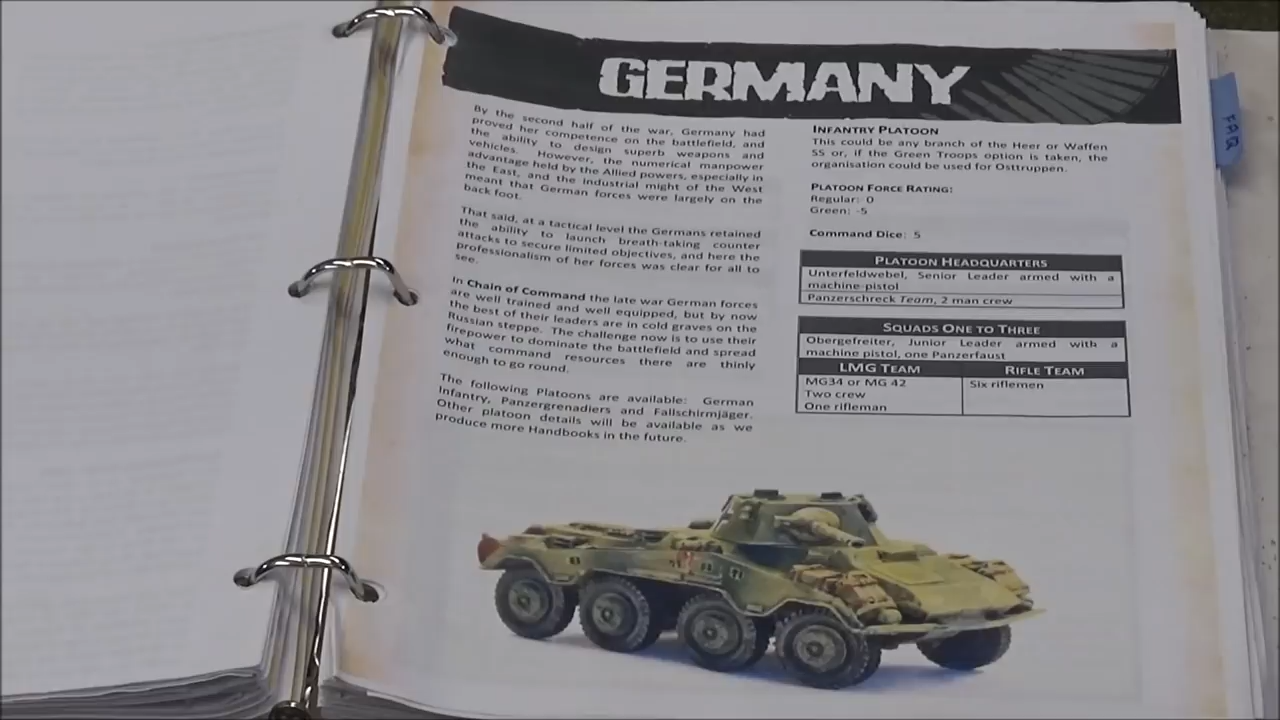 GERMANY
By the second half of the war, Germany had
proved her competence on the battlefield, and
the ability to design superb weapons and
vehicles. However, the numerical manpower
advantage held by the Allied powers, especially in
the East, and the industrial might of the West
meant that German forces were largely on the
back foot.
That said, at a tactical level the Germans retained
the ability to launch breath-taking counter
attacks to secure limited objectives, and here the
professionalism of her forces was clear for all to
see.
In Chain of Command the late war German forces
are well trained and well equipped, but by now
the best of their leaders are in cold graves on the
Russian steppe. The challenge now is to use their
firepower to dominate the battlefield and spread
what command resources there are thinly
enough to go round.
The following Platoons are available: German
Infantry, Panzergrenadiers and Fallschirmjäger.
Other platoon details will be available as we
produce more Handbooks in the future.
INFANTRY PLATOON
This could be any branch of the Heer or Waffen
SS or, if the Green Troops option is taken, the
organisation could be used for Osttruppen.
PLATOON FORCE RATING:
Regular: 0
Green: -5
Command Dice: 5
PLATOON HEADQUARTERS
Unterfeldwebel, Senior Leader armed with a
machine-pistol
Panzerschreck Team, 2 man crew
SQUADS ONE TO THREE
Obergefreiter, Junior Leader armed with a
machine pistol, one Panzerfaust
LMG TEAM
RIFLE TEAM
MG34 or MG 42
Two crew
One rifleman
Six riflemen
FAQ